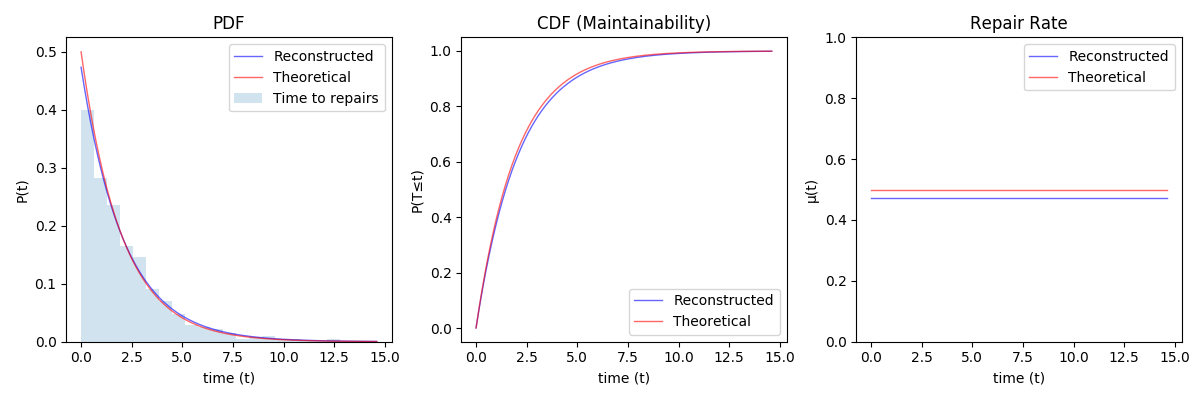 PDF
P(t)
0.5
0.4
0.3
0.2
0.1
0.0
0.0 2.5 5.0 7.5 10.0 12.5 15.0
time (t)
Reconstructed
Theoretical
Time to repairs
CDF (Maintainability)
P(T≤t)
1.0
0.8
0.6
0.4
0.2
0.0
0.0 2.5 5.0 7.5 10.0 12.5 15.0
time (t)
Reconstructed
Theoretical
Repair Rate
μ(t)
1.0
0.8
0.6
0.4
0.2
0.0
0.0 2.5 5.0 7.5 10.0 12.5 15.0
time (t)
Reconstructed
Theoretical